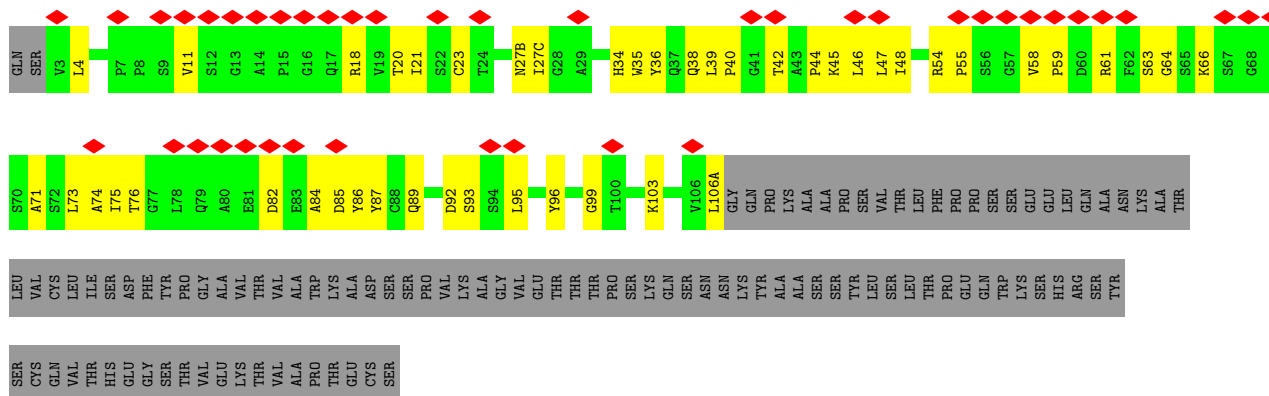 GLN SER V3 L4 P7 P8 S9 V11 S12 G13 A14 P15 G16 Q17 R18 V19 T20 I21 S22 C23 T24 N27B I27C G28 A29 H34 W35 Y36 Q37 Q38 L39 P40 G41 T42 A43 P44 K45 L46 L47 I48 R54 P55 S56 G57 V58 P59 D60 R61 F62 S63 G64 S65 K66 S67 G68
S70 A71 S72 L73 A74 I75 T76 G77 L78 Q79 A80 E81 D82 E83 A84 D85 Y86 Y87 C88 Q89 D92 S93 S94 L95 Y96 G99 T100 K103 V106 L106A GLY GLN PRO LYS ALA ALA PRO SER VAL THR LEU PHE PRO PRO SER SER GLU GLU LEU GLN ALA ASN LYS ALA THR
LEU VAL CYS LEU ILE SER ASP PHE TYR PRO GLY ALA VAL THR VAL ALA TRP LYS ALA ASP SER SER PRO VAL LYS ALA GLY VAL GLU THR THR THR PRO SER LYS GLN SER ASN ASN LYS TYR ALA ALA SER SER TYR LEU SER LEU THR PRO GLU GLN TRP LYS SER HIS ARG SER TYR
SER CYS GLN VAL THR HIS GLU GLY SER THR VAL GLU LYS THR VAL ALA PRO THR GLU CYS SER